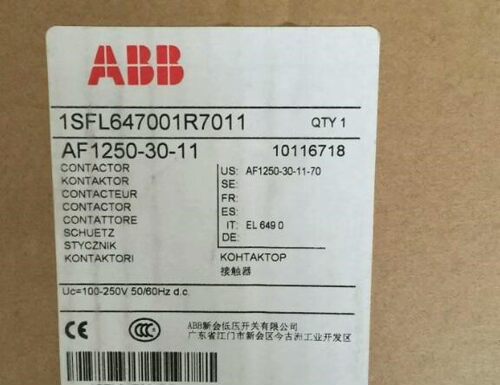 ABB
1SFL647001R7011 QTY 1
AF1250-30-11 10116718
CONTACTOR US: AF1250-30-11-70
KONTAKTOR SE:
CONTACTEUR FR:
CONTACTOR ES:
CONTATTORE IT: EL 649 0
SCHUETZ DE:
STYCZNIK
KONTAKTORI КОНТАКТОР
接触器
Uc=100-250V 50/60Hz d.c.
CE CCC ABB新会低压开关有限公司
广东省江门市新会区今古洲工业开发区